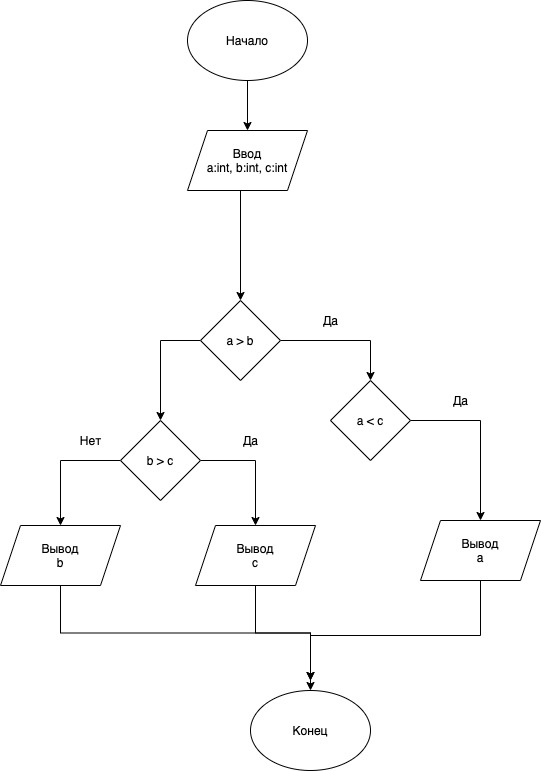 Начало
Ввод
a:int, b:int, c:int
Да
a > b
Да
a < c
Нет
Да
b > c
Вывод
b
Вывод
c
Вывод
a
Конец